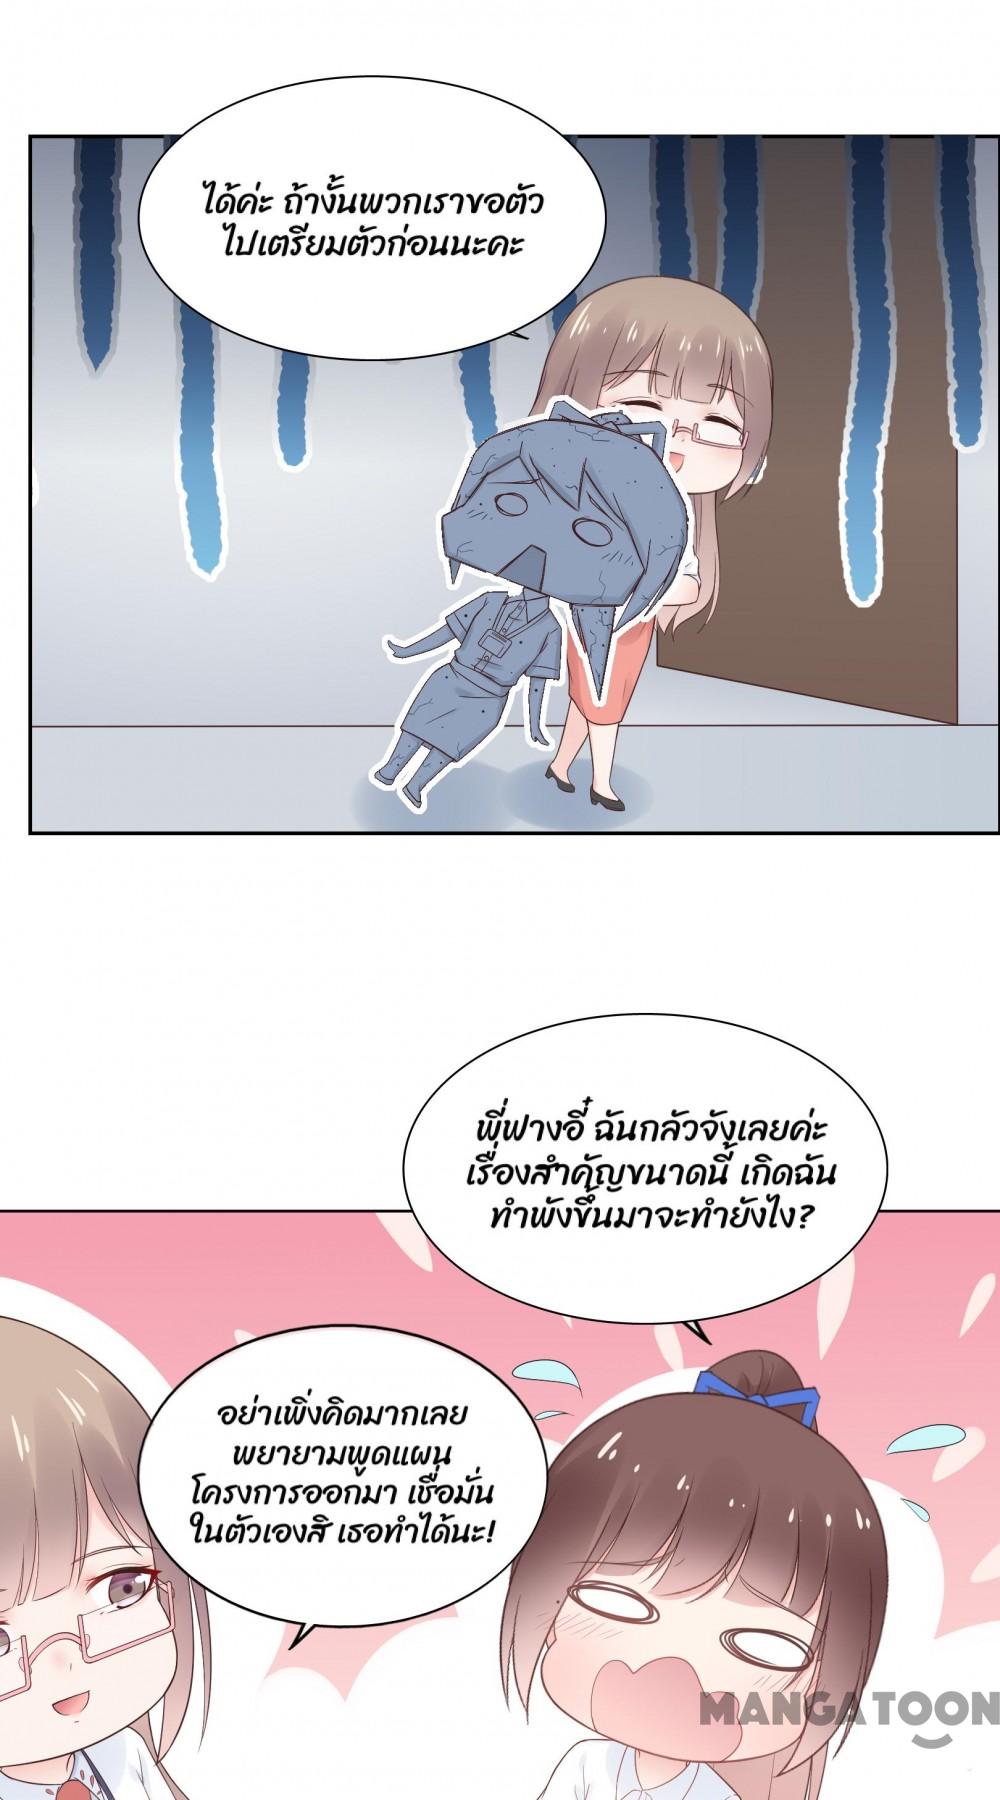 ได้ค่ะ ถ้างั้นพวกเราขอตัว
ไปเตรียมตัวก่อนนะคะ
พี่ฟางอี๋ ฉันกลัวจังเลยค่ะ
เรื่องสำคัญขนาดนี้ เกิดฉัน
ทำพังขึ้นมาจะทำยังไง?
อย่าเพิ่งคิดมากเลย
พยายามพูดแผน
โครงการออกมา เชื่อมั่น
ในตัวเองสิ เธอทำได้นะ!
MANGATOON